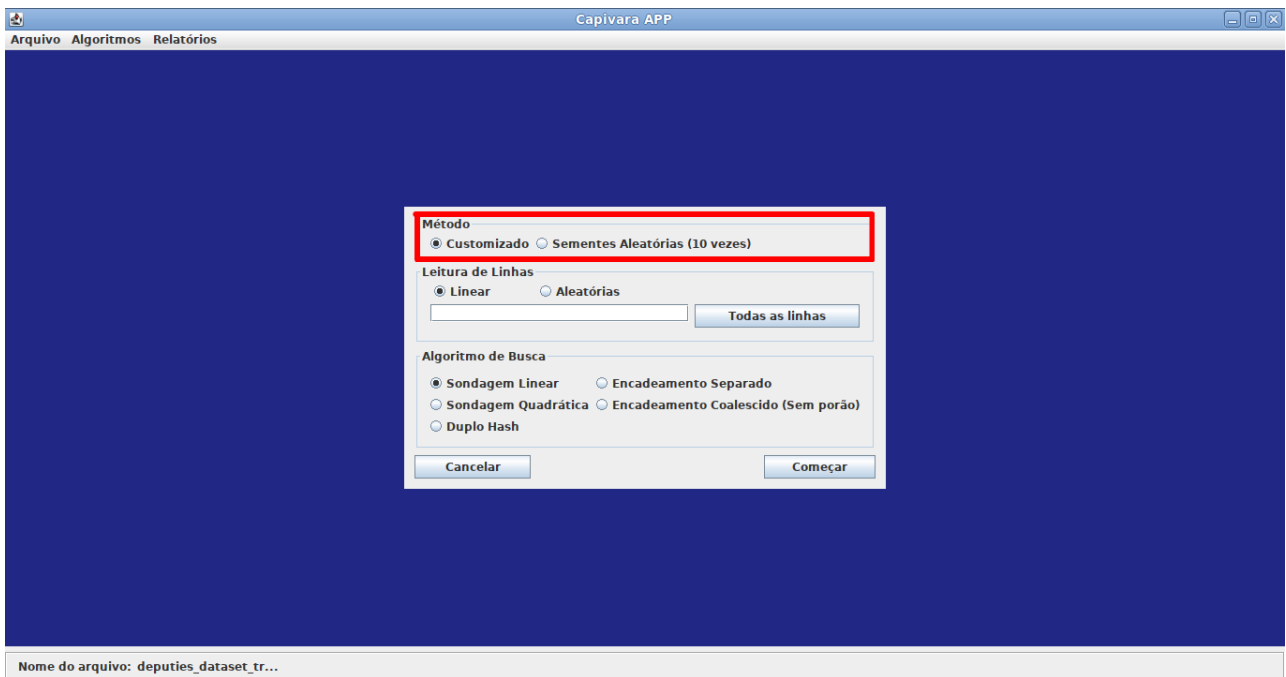 Capivara APP
Arquivo Algoritmos Relatórios
Método
Customizado Sementes Aleatórias (10 vezes)
Leitura de Linhas
Linear Aleatórias
Todas as linhas
Algoritmo de Busca
Sondagem Linear Encadeamento Separado
Sondagem Quadrática Encadeamento Coalescido (Sem porão)
Duplo Hash
Cancelar Começar
Nome do arquivo: deputies_dataset_tr...